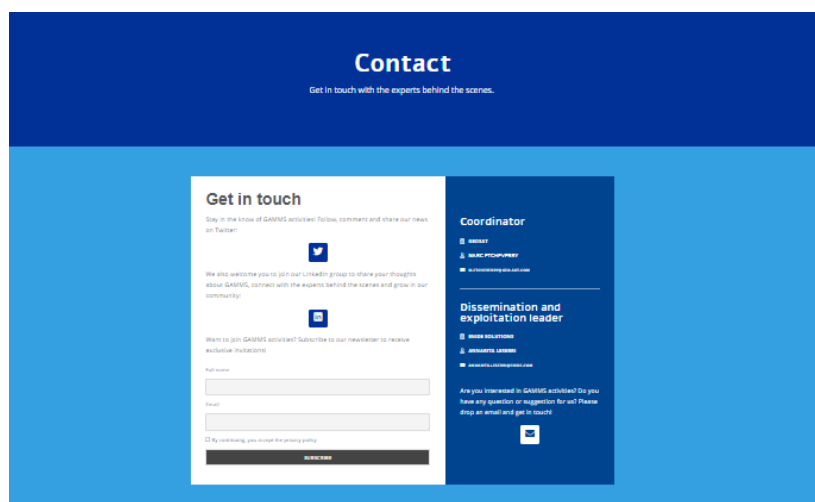 Contact
Get in touch with the experts behind the scenes.
Get in touch
Stay in the know of GAMMS activities! Follow, comment and share our news
on Twitter:
We also welcome you to join our LinkedIn group to share your thoughts
about GAMMS, connect with the experts behind the scenes and grow in our
community!
Want to join GAMMS activities? Subscribe to our newsletter to receive
exclusive invitations!
Full name
Email
By continuing, you accept the privacy policy
SUBSCRIBE
Coordinator
MARC
Dissemination and
exploitation leader
SOLUTIONS
ANNARITA
Are you interested in GAMMS activities? Do you
have any question or suggestion for us? Please
drop an email and get in touch!